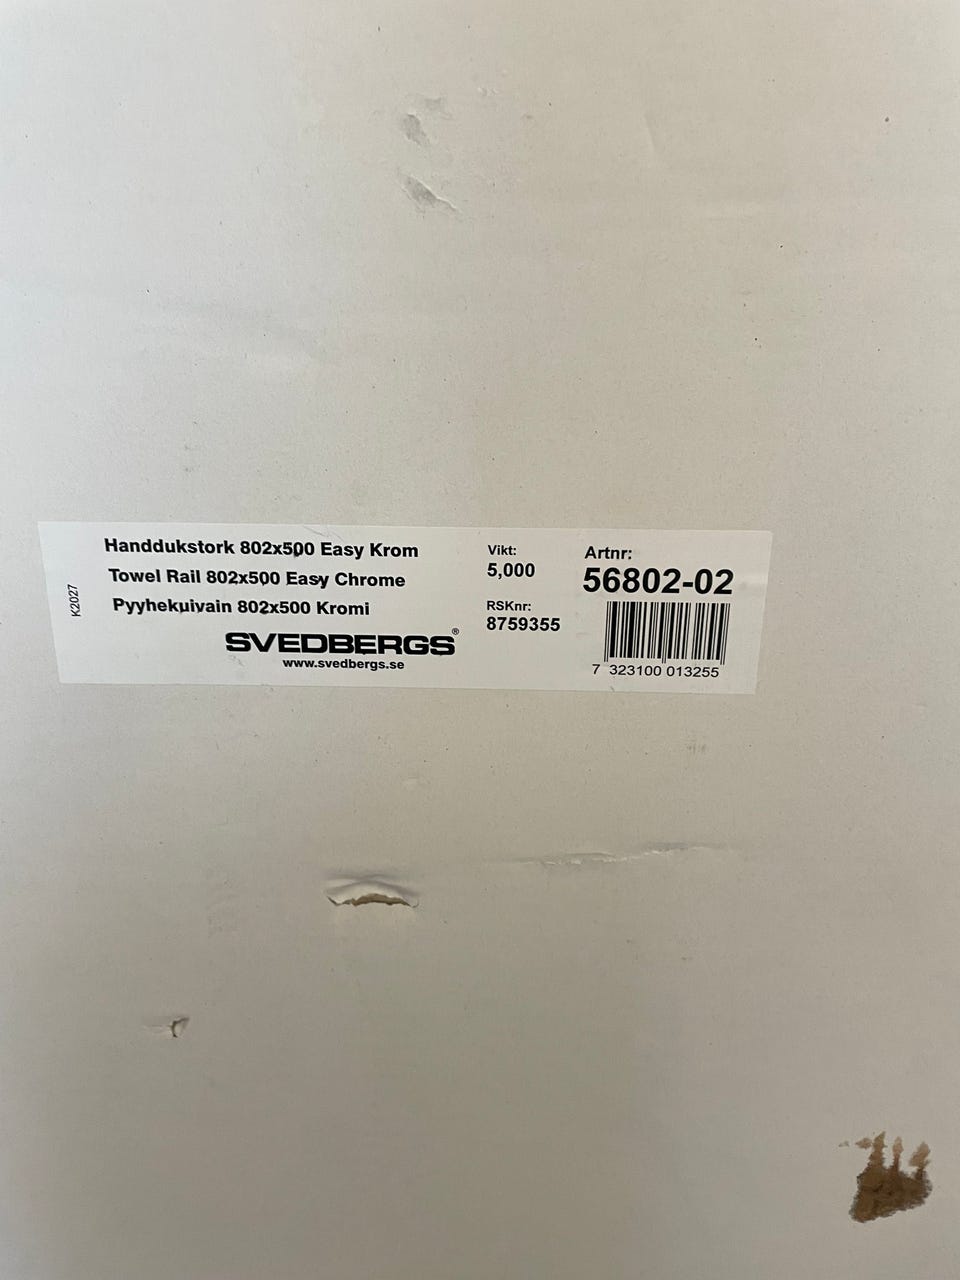 Handdukstork 802x500 Easy Krom
Towel Rail 802x500 Easy Chrome
Pyyhekuivain 802x500 Kromi
SVEDBERGS®
www.svedbergs.se
K2027
Vikt:
5,000
RSKnr:
8759355
Artnr:
56802-02
7 323100 013255